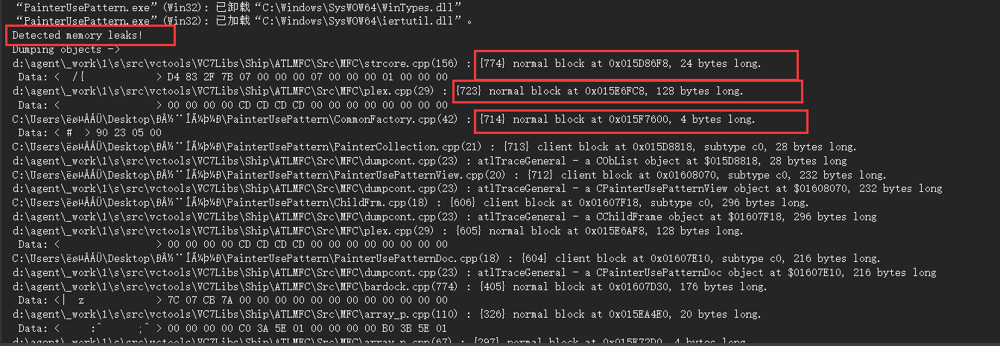 “PainterUsePattern.exe”(Win32): 已卸载“C:\Windows\SysWOW64\WinTypes.dll”
“PainterUsePattern.exe”(Win32): 已加载“C:\Windows\SysWOW64\iertutil.dll”。
Detected memory leaks!
Dumping objects ->
d:\agent\_work\1\s\src\vctools\VC7Libs\Ship\ATLMFC\Src\MFC\strcore.cpp(156) : {774} normal block at 0x015D86F8, 24 bytes long.
Data: < /{ > D4 83 2F 7B 07 00 00 00 07 00 00 00 01 00 00 00
d:\agent\_work\1\s\src\vctools\VC7Libs\Ship\ATLMFC\Src\MFC\plex.cpp(29) : {723} normal block at 0x015E6FC8, 128 bytes long.
Data: < > 00 00 00 00 CD CD CD CD 00 00 00 00 00 00 00 00
C:\Users\ëøµÂÁÜ\Desktop\Ð½¨ÎÄ¼þ¼Ð\PainterUsePattern\CommonFactory.cpp(42) : {714} normal block at 0x015F7600, 4 bytes long.
Data: < # > 90 23 05 00
C:\Users\ëøµÂÁÜ\Desktop\Ð½¨ÎÄ¼þ¼Ð\PainterUsePattern\PainterCollection.cpp(21) : {713} client block at 0x015D8818, subtype c0, 28 bytes long.
d:\agent\_work\1\s\src\vctools\VC7Libs\Ship\ATLMFC\Src\MFC\dumpcont.cpp(23) : atlTraceGeneral - a CObList object at $015D8818, 28 bytes long
C:\Users\ëøµÂÁÜ\Desktop\Ð½¨ÎÄ¼þ¼Ð\PainterUsePattern\PainterUsePatternView.cpp(20) : {712} client block at 0x01608070, subtype c0, 232 bytes long.
d:\agent\_work\1\s\src\vctools\VC7Libs\Ship\ATLMFC\Src\MFC\dumpcont.cpp(23) : atlTraceGeneral - a CPainterUsePatternView object at $01608070, 232 bytes long
C:\Users\ëøµÂÁÜ\Desktop\Ð½¨ÎÄ¼þ¼Ð\PainterUsePattern\ChildFrm.cpp(18) : {606} client block at 0x01607F18, subtype c0, 296 bytes long.
d:\agent\_work\1\s\src\vctools\VC7Libs\Ship\ATLMFC\Src\MFC\dumpcont.cpp(23) : atlTraceGeneral - a CChildFrame object at $01607F18, 296 bytes long
d:\agent\_work\1\s\src\vctools\VC7Libs\Ship\ATLMFC\Src\MFC\plex.cpp(29) : {605} normal block at 0x015E6AF8, 128 bytes long.
Data: < > 00 00 00 00 CD CD CD CD 00 00 00 00 00 00 00 00
C:\Users\ëøµÂÁÜ\Desktop\Ð½¨ÎÄ¼þ¼Ð\PainterUsePattern\PainterUsePatternDoc.cpp(18) : {604} client block at 0x01607E10, subtype c0, 216 bytes long.
d:\agent\_work\1\s\src\vctools\VC7Libs\Ship\ATLMFC\Src\MFC\dumpcont.cpp(23) : atlTraceGeneral - a CPainterUsePatternDoc object at $01607E10, 216 bytes long
d:\agent\_work\1\s\src\vctools\VC7Libs\Ship\ATLMFC\Src\MFC\bardock.cpp(774) : {405} normal block at 0x01607D30, 176 bytes long.
Data: <| z > 7C 07 CB 7A 00 00 00 00 00 00 00 00 00 00 00 00
d:\agent\_work\1\s\src\vctools\VC7Libs\Ship\ATLMFC\Src\MFC\array_p.cpp(110) : {326} normal block at 0x015EA4E0, 20 bytes long.
Data: < :^ ;^ > 00 00 00 00 C0 3A 5E 01 00 00 00 00 B0 3B 5E 01
d:\agent\_work\1\s\src\vctools\VC7Libs\Ship\ATLMFC\Src\MFC\array_p.cpp(67) : {297} normal block at 0x015F72D0, 4 bytes long.